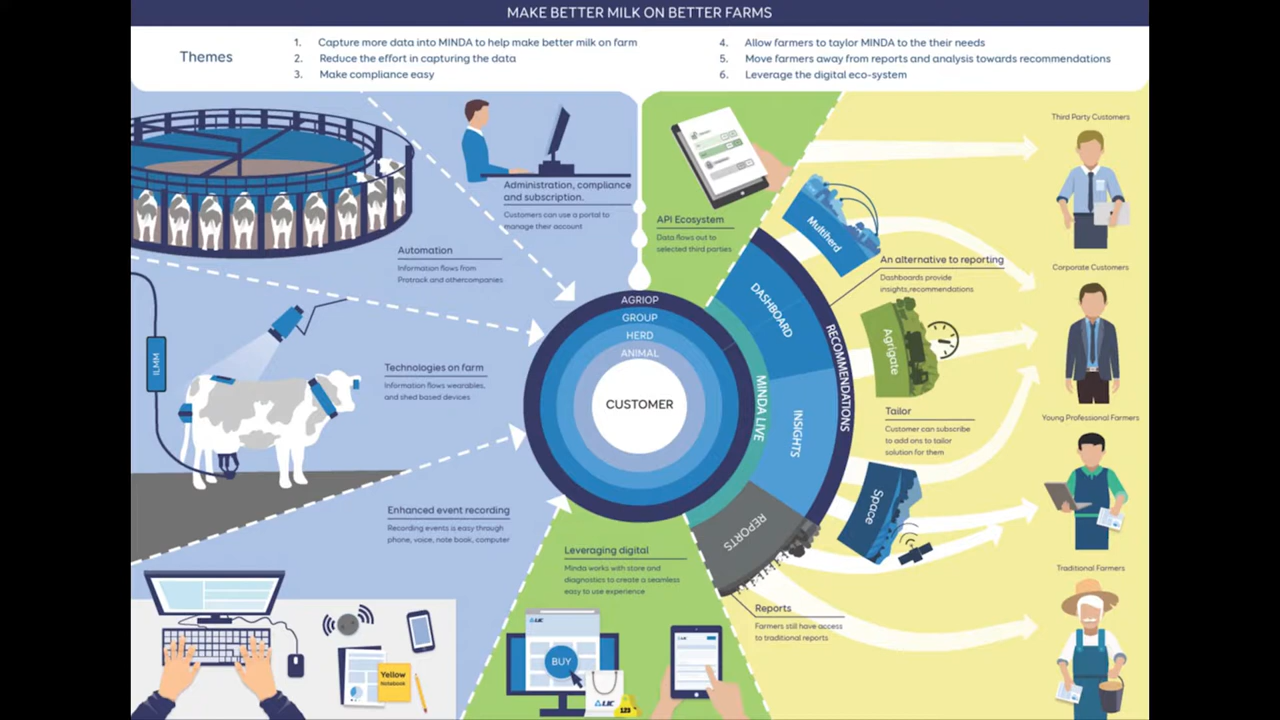 MAKE BETTER MILK ON BETTER FARMS
Themes
1. Capture more data into MINDA to help make better milk on farm
2. Reduce the effort in capturing the data
3. Make compliance easy
4. Allow farmers to taylor MINDA to the their needs
5. Move farmers away from reports and analysis towards recommendations
6. Leverage the digital eco-system
Administration, compliance
and subscription.
Customers can use a portal to
manage their account
Automation
Information flows from
Protrack and othercompanies
ILMM
Technologies on farm
Information flows wearables,
and shed based devices
Enhanced event recording
Recording events is easy through
phone, voice, note book, computer
Yellow
Notebook
API Ecosystem
Data flows out to
selected third parties
AGRIOP
GROUP
HERD
ANIMAL
CUSTOMER
MINDA LIVE
DASHBOARD
INSIGHTS
REPORTS
RECOMMENDATIONS
Leveraging digital
Minda works with store and
diagnostics to create a seamless
easy to use experience
LIC
BUY
LIC
123
Multiherd
An alternative to reporting
Dashboards provide
insights,recommendations.
Agrigate
Tailor
Customer can subscribe
to add ons to tailor
solution for them
Space
Reports
Farmers still have access
to traditional reports
Third Party Customers
Corporate Customers
Young Professional Farmers
Traditional Farmers